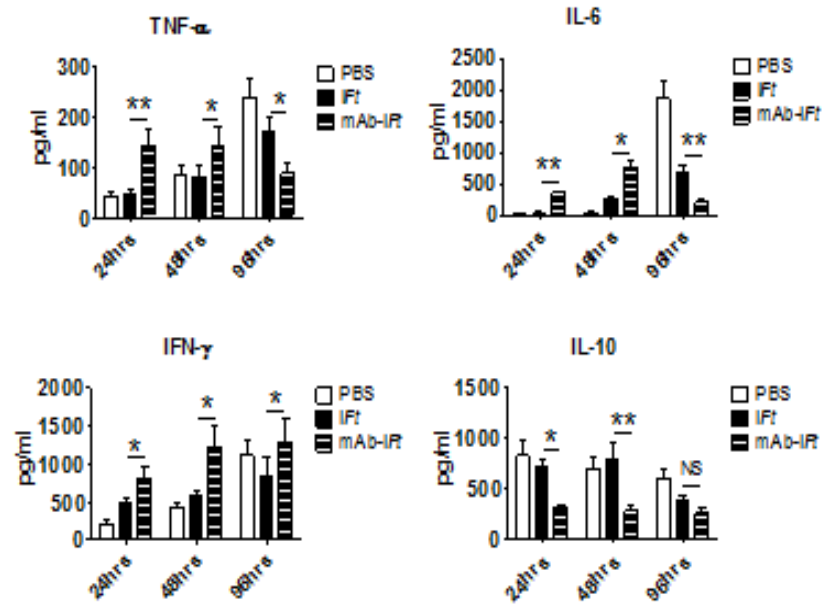 TNF-α
300
200
100
0
pg/ml
** * *
24hrs 48hrs 96hrs
PBS
iFt
mAb-iFt
IL-6
2500
2000
1500
1000
500
0
pg/ml
** * **
24hrs 48hrs 96hrs
PBS
iFt
mAb-iFt
IFN-γ
2000
1500
1000
500
0
pg/ml
* * *
24hrs 48hrs 96hrs
PBS
iFt
mAb-iFt
IL-10
1500
1000
500
0
pg/ml
* ** NS
24hrs 48hrs 96hrs
PBS
iFt
mAb-iFt